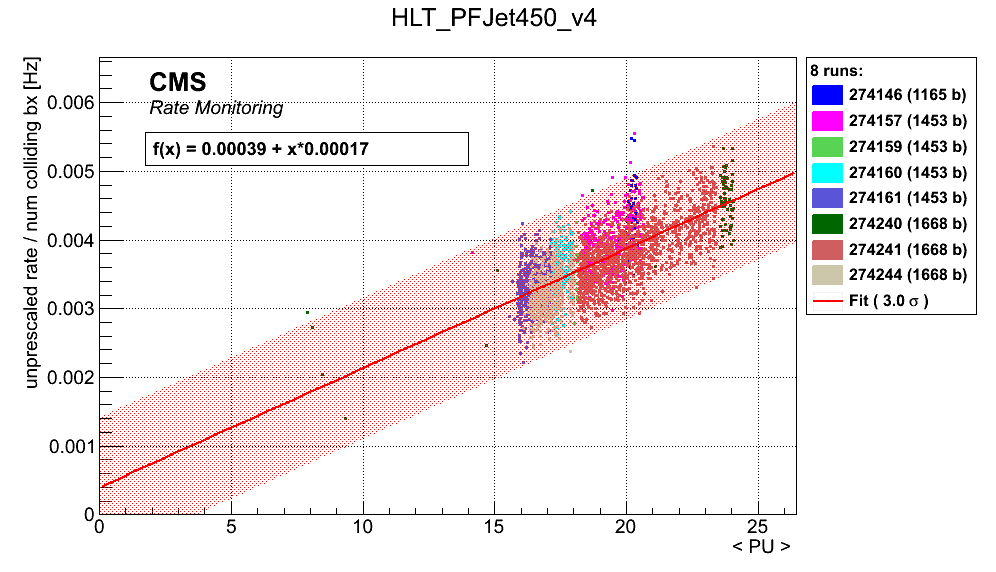 HLT_PFJet450_v4
unprescaled rate / num colliding bx [Hz]
CMS
Rate Monitoring
f(x) = 0.00039 + x*0.00017
0.006
0.005
0.004
0.003
0.002
0.001
0
0 5 10 15 20 25
< PU >
8 runs:
274146 (1165 b)
274157 (1453 b)
274159 (1453 b)
274160 (1453 b)
274161 (1453 b)
274240 (1668 b)
274241 (1668 b)
274244 (1668 b)
Fit ( 3.0 σ )